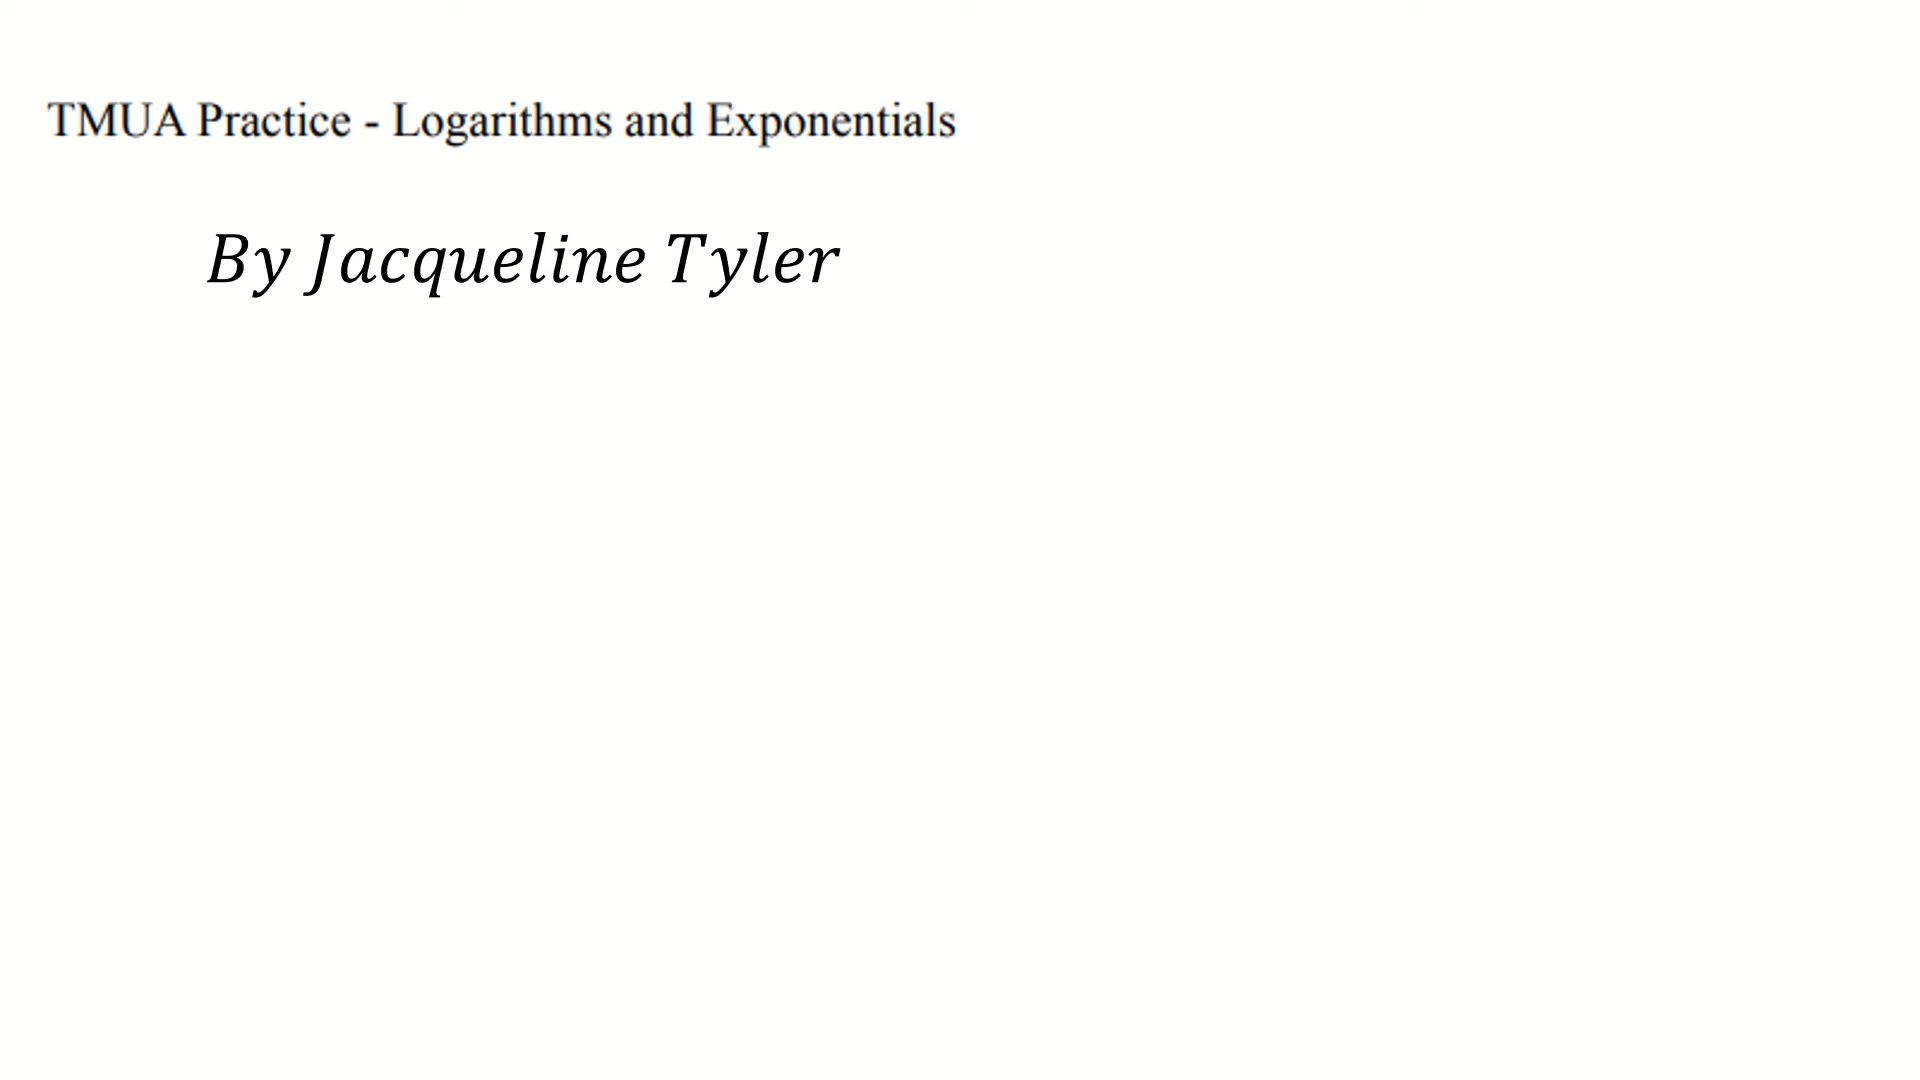 TMUA Practice - Logarithms and Exponentials
By Jacqueline Tyler